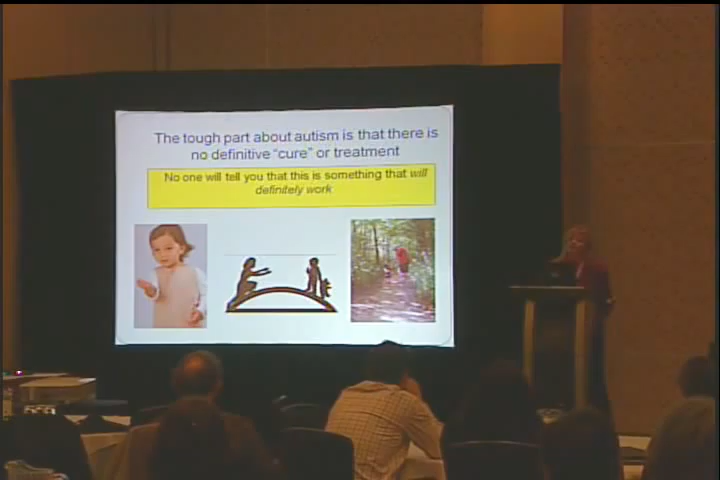 The tough part about autism is that there is
no definitive "cure" or treatment
No one will tell you that this is something that will
definitely work